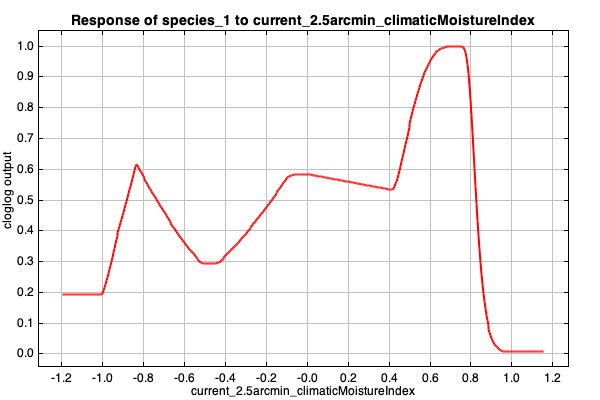 Response of species_1 to current_2.5arcmin_climaticMoistureIndex
1.0
0.9
0.8
0.7
0.6
0.5
0.4
0.3
0.2
0.1
0.0
cloglog output
-1.2 -1.0 -0.8 -0.6 -0.4 -0.2 -0.0 0.2 0.4 0.6 0.8 1.0 1.2
current_2.5arcmin_climaticMoistureIndex